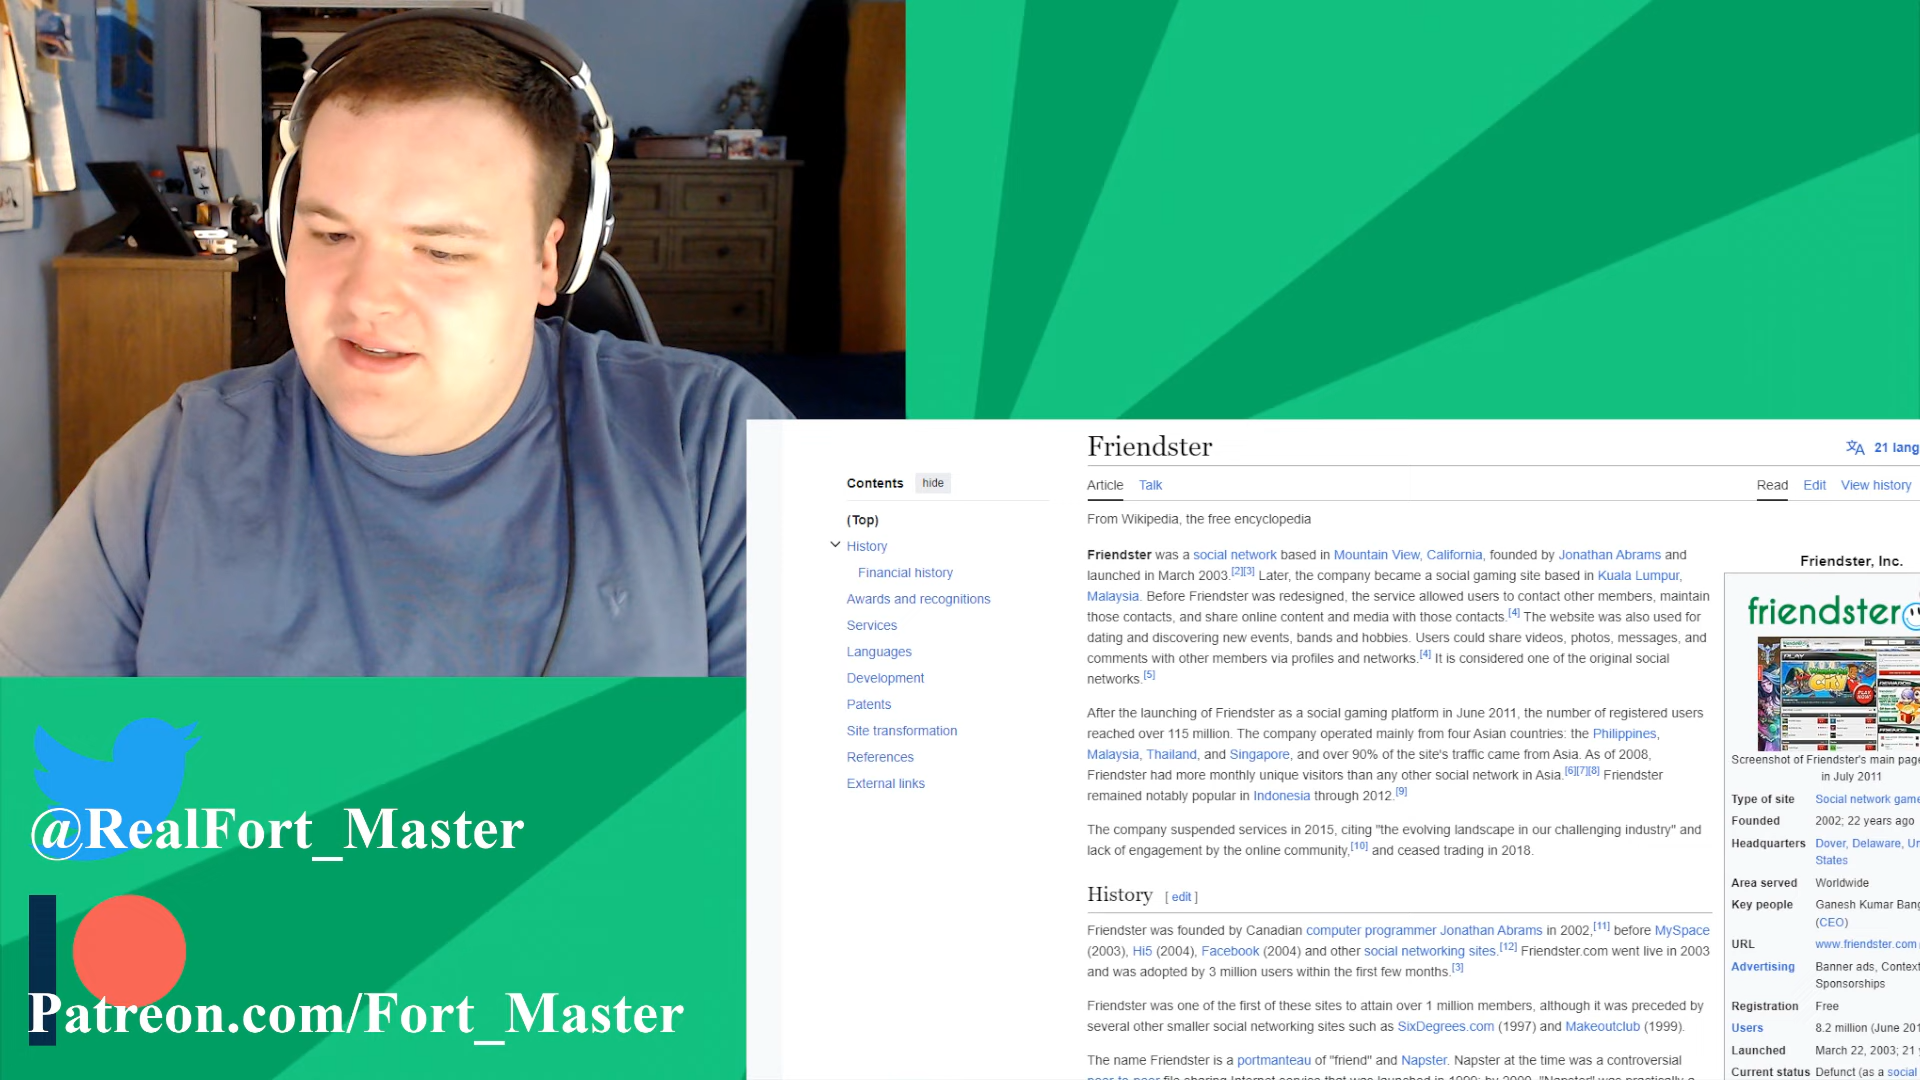 @RealFort_Master
Patreon.com/Fort_Master
Contents hide
(Top)
History
Financial history
Awards and recognitions
Services
Languages
Development
Patents
Site transformation
References
External links
Friendster
21 lang
Article Talk
Read Edit View history
From Wikipedia, the free encyclopedia
Friendster was a social network based in Mountain View, California, founded by Jonathan Abrams and
launched in March 2003.[2][3] Later, the company became a social gaming site based in Kuala Lumpur,
Malaysia. Before Friendster was redesigned, the service allowed users to contact other members, maintain
those contacts, and share online content and media with those contacts.[4] The website was also used for
dating and discovering new events, bands and hobbies. Users could share videos, photos, messages, and
comments with other members via profiles and networks.[4] It is considered one of the original social
networks.[5]
After the launching of Friendster as a social gaming platform in June 2011, the number of registered users
reached over 115 million. The company operated mainly from four Asian countries: the Philippines,
Malaysia, Thailand, and Singapore, and over 90% of the site's traffic came from Asia. As of 2008,
Friendster had more monthly unique visitors than any other social network in Asia.[6][7][8] Friendster
remained notably popular in Indonesia through 2012.[9]
The company suspended services in 2015, citing "the evolving landscape in our challenging industry" and
lack of engagement by the online community,[10] and ceased trading in 2018.
History [ edit ]
Friendster was founded by Canadian computer programmer Jonathan Abrams in 2002,[11] before MySpace
(2003), Hi5 (2004), Facebook (2004) and other social networking sites.[12] Friendster.com went live in 2003
and was adopted by 3 million users within the first few months.[3]
Friendster was one of the first of these sites to attain over 1 million members, although it was preceded by
several other smaller social networking sites such as SixDegrees.com (1997) and Makeoutclub (1999).
The name Friendster is a portmanteau of "friend" and Napster. Napster at the time was a controversial
Friendster, Inc.
friendster
Screenshot of Friendster's main page
in July 2011
Type of site Social network game
Founded 2002; 22 years ago
Headquarters Dover, Delaware, Un
States
Area served Worldwide
Key people Ganesh Kumar Bang
(CEO)
URL www.friendster.com
Advertising Banner ads, Context
Sponsorships
Registration Free
Users 8.2 million (June 201
Launched March 22, 2003; 21 y
Current status Defunct (as a social